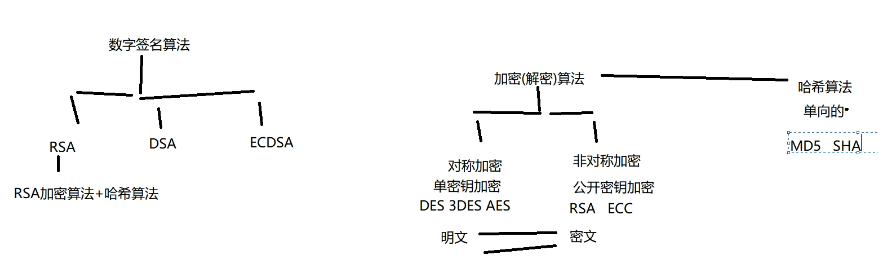 数字签名算法
RSA
DSA
ECDSA
RSA加密算法+哈希算法
加密(解密)算法
哈希算法
单向的
MD5 SHA
对称加密
单密钥加密
DES 3DES AES
非对称加密
公开密钥加密
RSA ECC
明文
密文